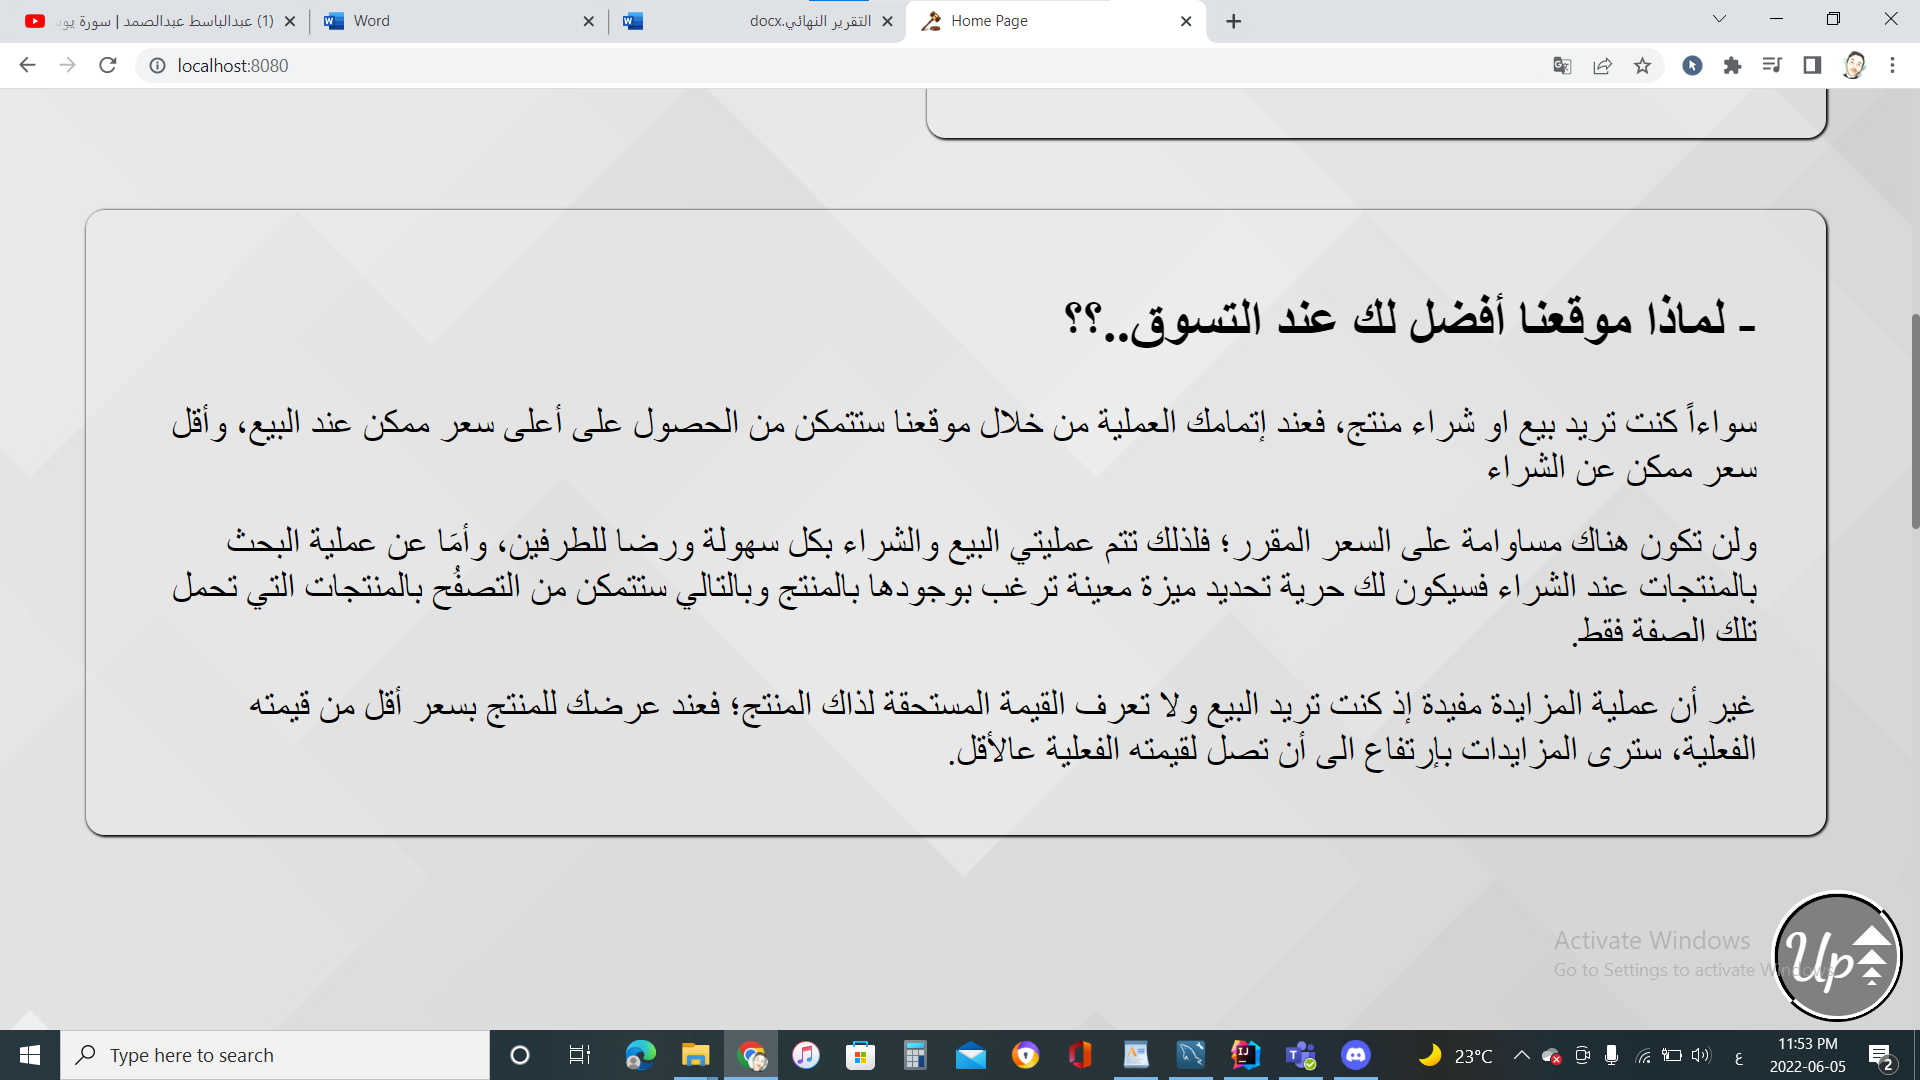 (1) عبدالباسط عبدالصمد | سورة يو
Word
التقرير النهائي.docx
Home Page
localhost:8080
- لماذا موقعنا أفضل لك عند التسوق..؟؟
سواءاً كنت تريد بيع او شراء منتج، فعند إتمامك العملية من خلال موقعنا ستتمكن من الحصول على أعلى سعر ممكن عند البيع، وأقل
سعر ممكن عن الشراء
ولن تكون هناك مساوامة على السعر المقرر؛ فلذلك تتم عمليتي البيع والشراء بكل سهولة ورضا للطرفين، وأمَا عن عملية البحث
بالمنتجات عند الشراء فسيكون لك حرية تحديد ميزة معينة ترغب بوجودها بالمنتج وبالتالي ستتمكن من التصفُح بالمنتجات التي تحمل
تلك الصفة فقط.
غير أن عملية المزايدة مفيدة إذ كنت تريد البيع ولا تعرف القيمة المستحقة لذاك المنتج؛ فعند عرضك للمنتج بسعر أقل من قيمته
الفعلية، سترى المزايدات بإرتفاع الى أن تصل لقيمته الفعلية عالأقل.
Activate Windows
Go to Settings to activate Windows.
Up
Type here to search
23°C
ع
11:53 PM
2022-06-05
2